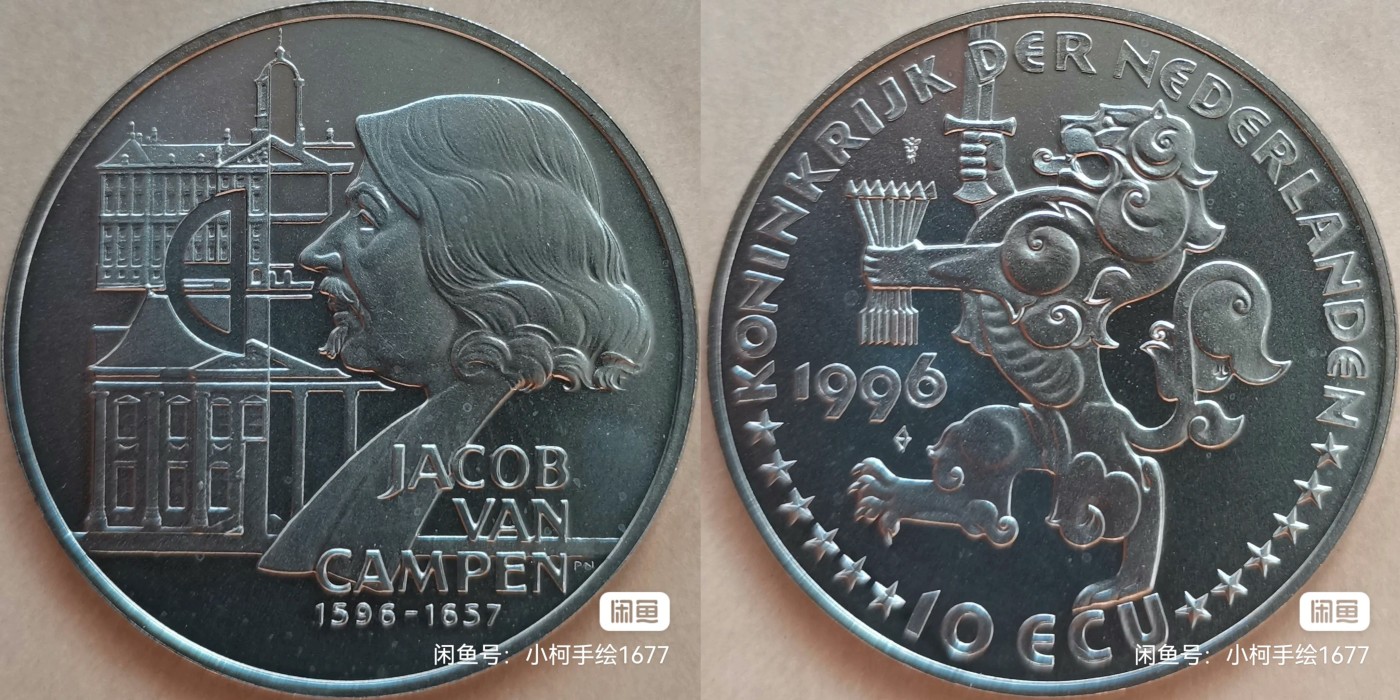 JACOB
VAN
CAMPEN
PN
1596-1657
闲鱼
闲鱼号：小柯手绘1677
KONINKRIJK DER NEDERLANDEN
1996
10 ECU
闲鱼
闲鱼号：小柯手绘1677